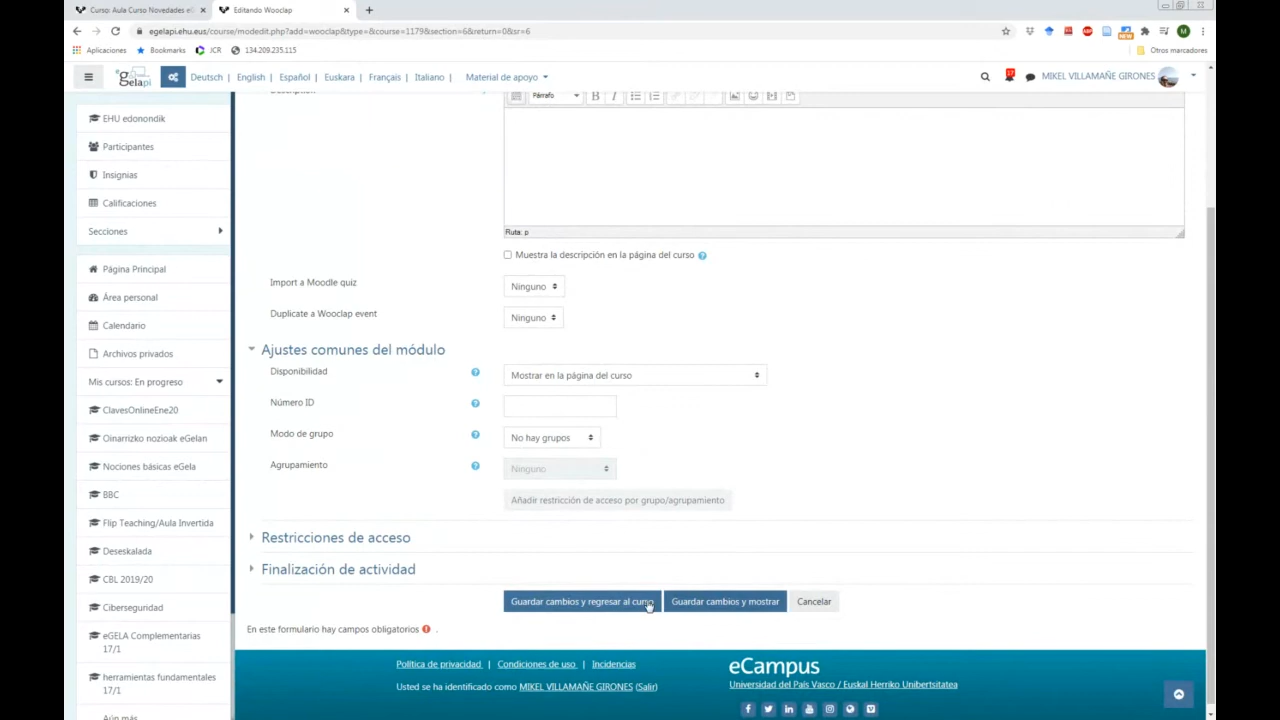 Curso: Aula Curso Novedades eG
Editando Wooclap
egelapi.ehu.eus/course/modedit.php?add=wooclap&type=&course=1179&section=6&return=0&sr=6
Aplicaciones
Bookmarks
JCR
134.209.235.115
Otros marcadores
gelapi
Deutsch | English | Español | Euskara | Français | Italiano |
Material de apoyo
17
MIKEL VILLAMAÑE GIRONES
EHU edonondik
Participantes
Insignias
Calificaciones
Secciones
Página Principal
Área personal
Calendario
Archivos privados
Mis cursos: En progreso
ClavesOnlineEne20
Oinarrizko nozioak eGelan
Nociones básicas eGela
BBC
Flip Teaching/Aula Invertida
Deseskalada
CBL 2019/20
Ciberseguridad
eGELA Complementarias
17/1
herramientas fundamentales
17/1
Aún más
Description
Párrafo
B I
Ruta: p
Muestra la descripción en la página del curso
Import a Moodle quiz
Ninguno
Duplicate a Wooclap event
Ninguno
Ajustes comunes del módulo
Disponibilidad
Mostrar en la página del curso
Número ID
Modo de grupo
No hay grupos
Agrupamiento
Ninguno
Añadir restricción de acceso por grupo/agrupamiento
Restricciones de acceso
Finalización de actividad
Guardar cambios y regresar al curso
Guardar cambios y mostrar
Cancelar
En este formulario hay campos obligatorios .
Política de privacidad | Condiciones de uso | Incidencias
Usted se ha identificado como MIKEL VILLAMAÑE GIRONES (Salir)
eCampus
Universidad del País Vasco / Euskal Herriko Unibertsitatea